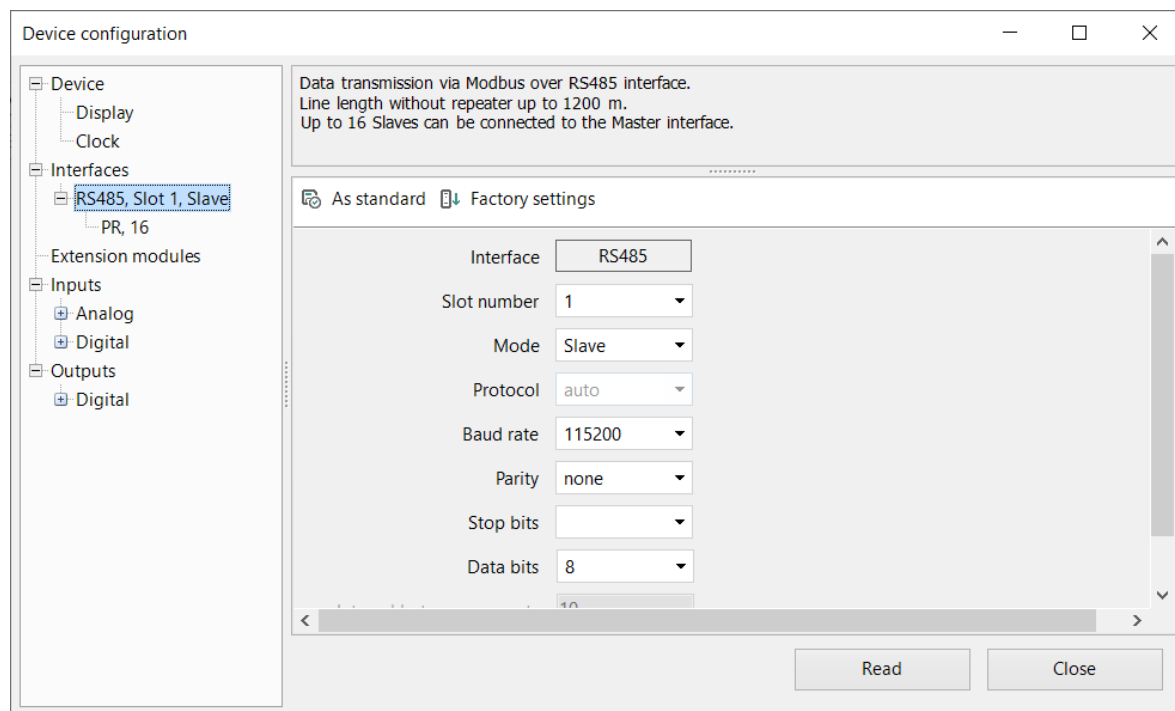 Device configuration
Device
Display
Clock
Interfaces
RS485, Slot 1, Slave
PR, 16
Extension modules
Inputs
Analog
Digital
Outputs
Digital
Data transmission via Modbus over RS485 interface.
Line length without repeater up to 1200 m.
Up to 16 Slaves can be connected to the Master interface.
As standard Factory settings
Interface RS485
Slot number 1
Mode Slave
Protocol auto
Baud rate 115200
Parity none
Stop bits
Data bits 8
10
Read Close